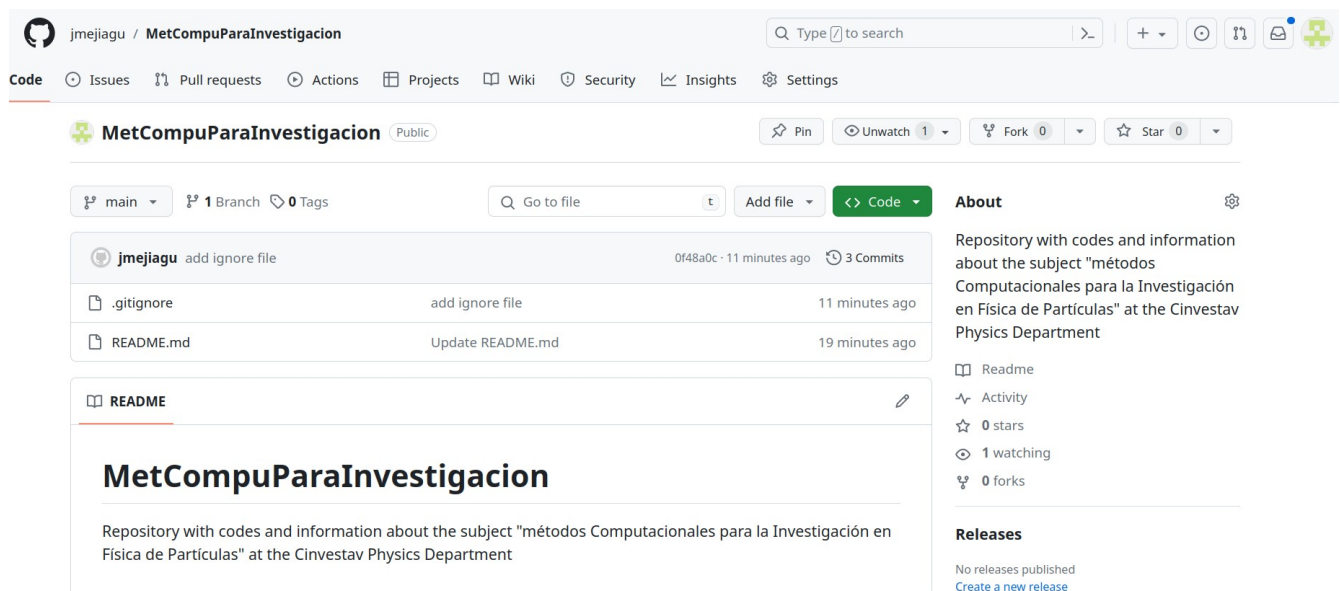 jmejiagu / MetCompuParaInvestigacion
Type / to search
Code Issues Pull requests Actions Projects Wiki Security Insights Settings
MetCompuParaInvestigacion Public
Pin Unwatch 1 Fork 0 Star 0
main 1 Branch 0 Tags
Go to file t Add file <> Code
jmejiagu add ignore file 0f48a0c · 11 minutes ago 3 Commits
.gitignore add ignore file 11 minutes ago
README.md Update README.md 19 minutes ago
README
MetCompuParaInvestigacion
Repository with codes and information about the subject "métodos Computacionales para la Investigación en
Física de Partículas" at the Cinvestav Physics Department
About
Repository with codes and information
about the subject "métodos
Computacionales para la Investigación
en Física de Partículas" at the Cinvestav
Physics Department
Readme
Activity
0 stars
1 watching
0 forks
Releases
No releases published
Create a new release